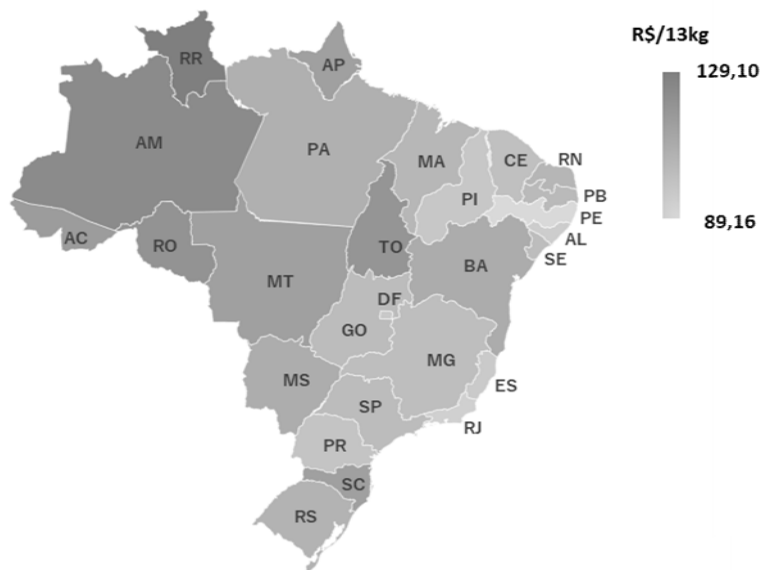 R$/13kg
129,10
89,16
RR
AP
AM
PA
MA
CE
RN
PB
PI
PE
AL
AC
RO
TO
SE
BA
MT
DF
GO
MG
MS
ES
SP
RJ
PR
SC
RS